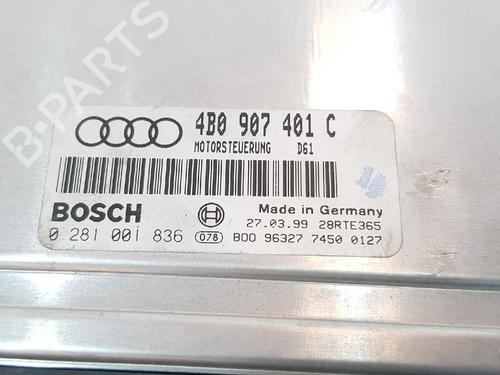 4B0 907 401 C
MOTORSTEUERUNG D61
BOSCH
Made in Germany
27.03.99 28RTE365
0 281 001 836 078 B00 96327 7450 0127
B-PARTS